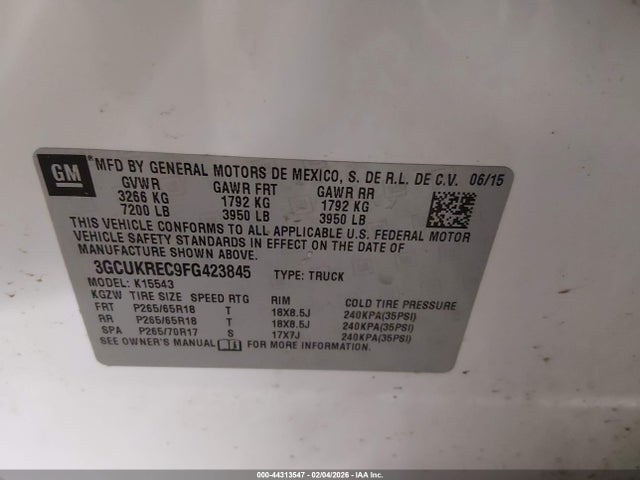 GM ® MFD BY GENERAL MOTORS DE MEXICO, S. DE R.L. DE C.V. 06/15
GVWR GAWR FRT GAWR RR
3266 KG 1792 KG 1792 KG
7200 LB 3950 LB 3950 LB
THIS VEHICLE CONFORMS TO ALL APPLICABLE U.S. FEDERAL MOTOR
VEHICLE SAFETY STANDARDS IN EFFECT ON THE DATE OF
MANUFACTURE SHOWN ABOVE.
3GCUKREC9FG423845 TYPE: TRUCK
MODEL: K15543
KGZW TIRE SIZE SPEED RTG RIM COLD TIRE PRESSURE
FRT P265/65R18 T 18X8.5J 240KPA(35PSI)
RR P265/65R18 T 18X8.5J 240KPA(35PSI)
SPA P265/70R17 S 17X7J 240KPA(35PSI)
SEE OWNER'S MANUAL FOR MORE INFORMATION.
000-44313547 - 02/04/2026 - IAA Inc.